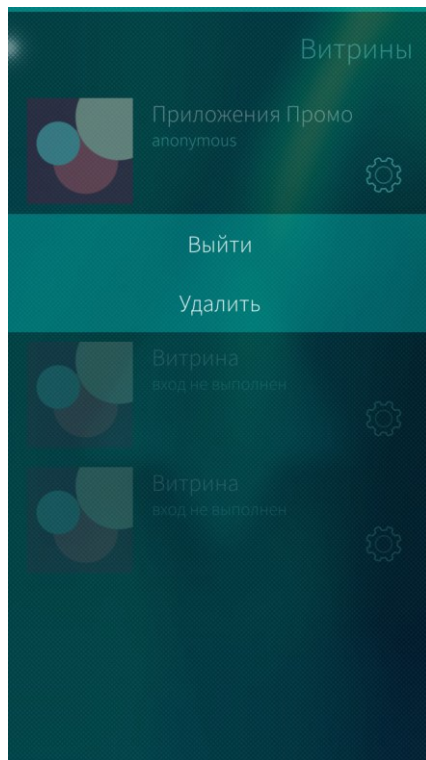 Витрины
Приложения Промо
anonymous
Выйти
Удалить
Витрина
вход не выполнен
Витрина
вход не выполнен